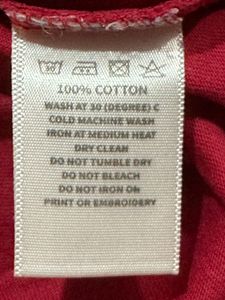 100% COTTON
WASH AT 30 (DEGREE) C
COLD MACHINE WASH
IRON AT MEDIUM HEAT
DRY CLEAN
DO NOT TUMBLE DRY
DO NOT BLEACH
DO NOT IRON ON
PRINT OR EMBROIDERY